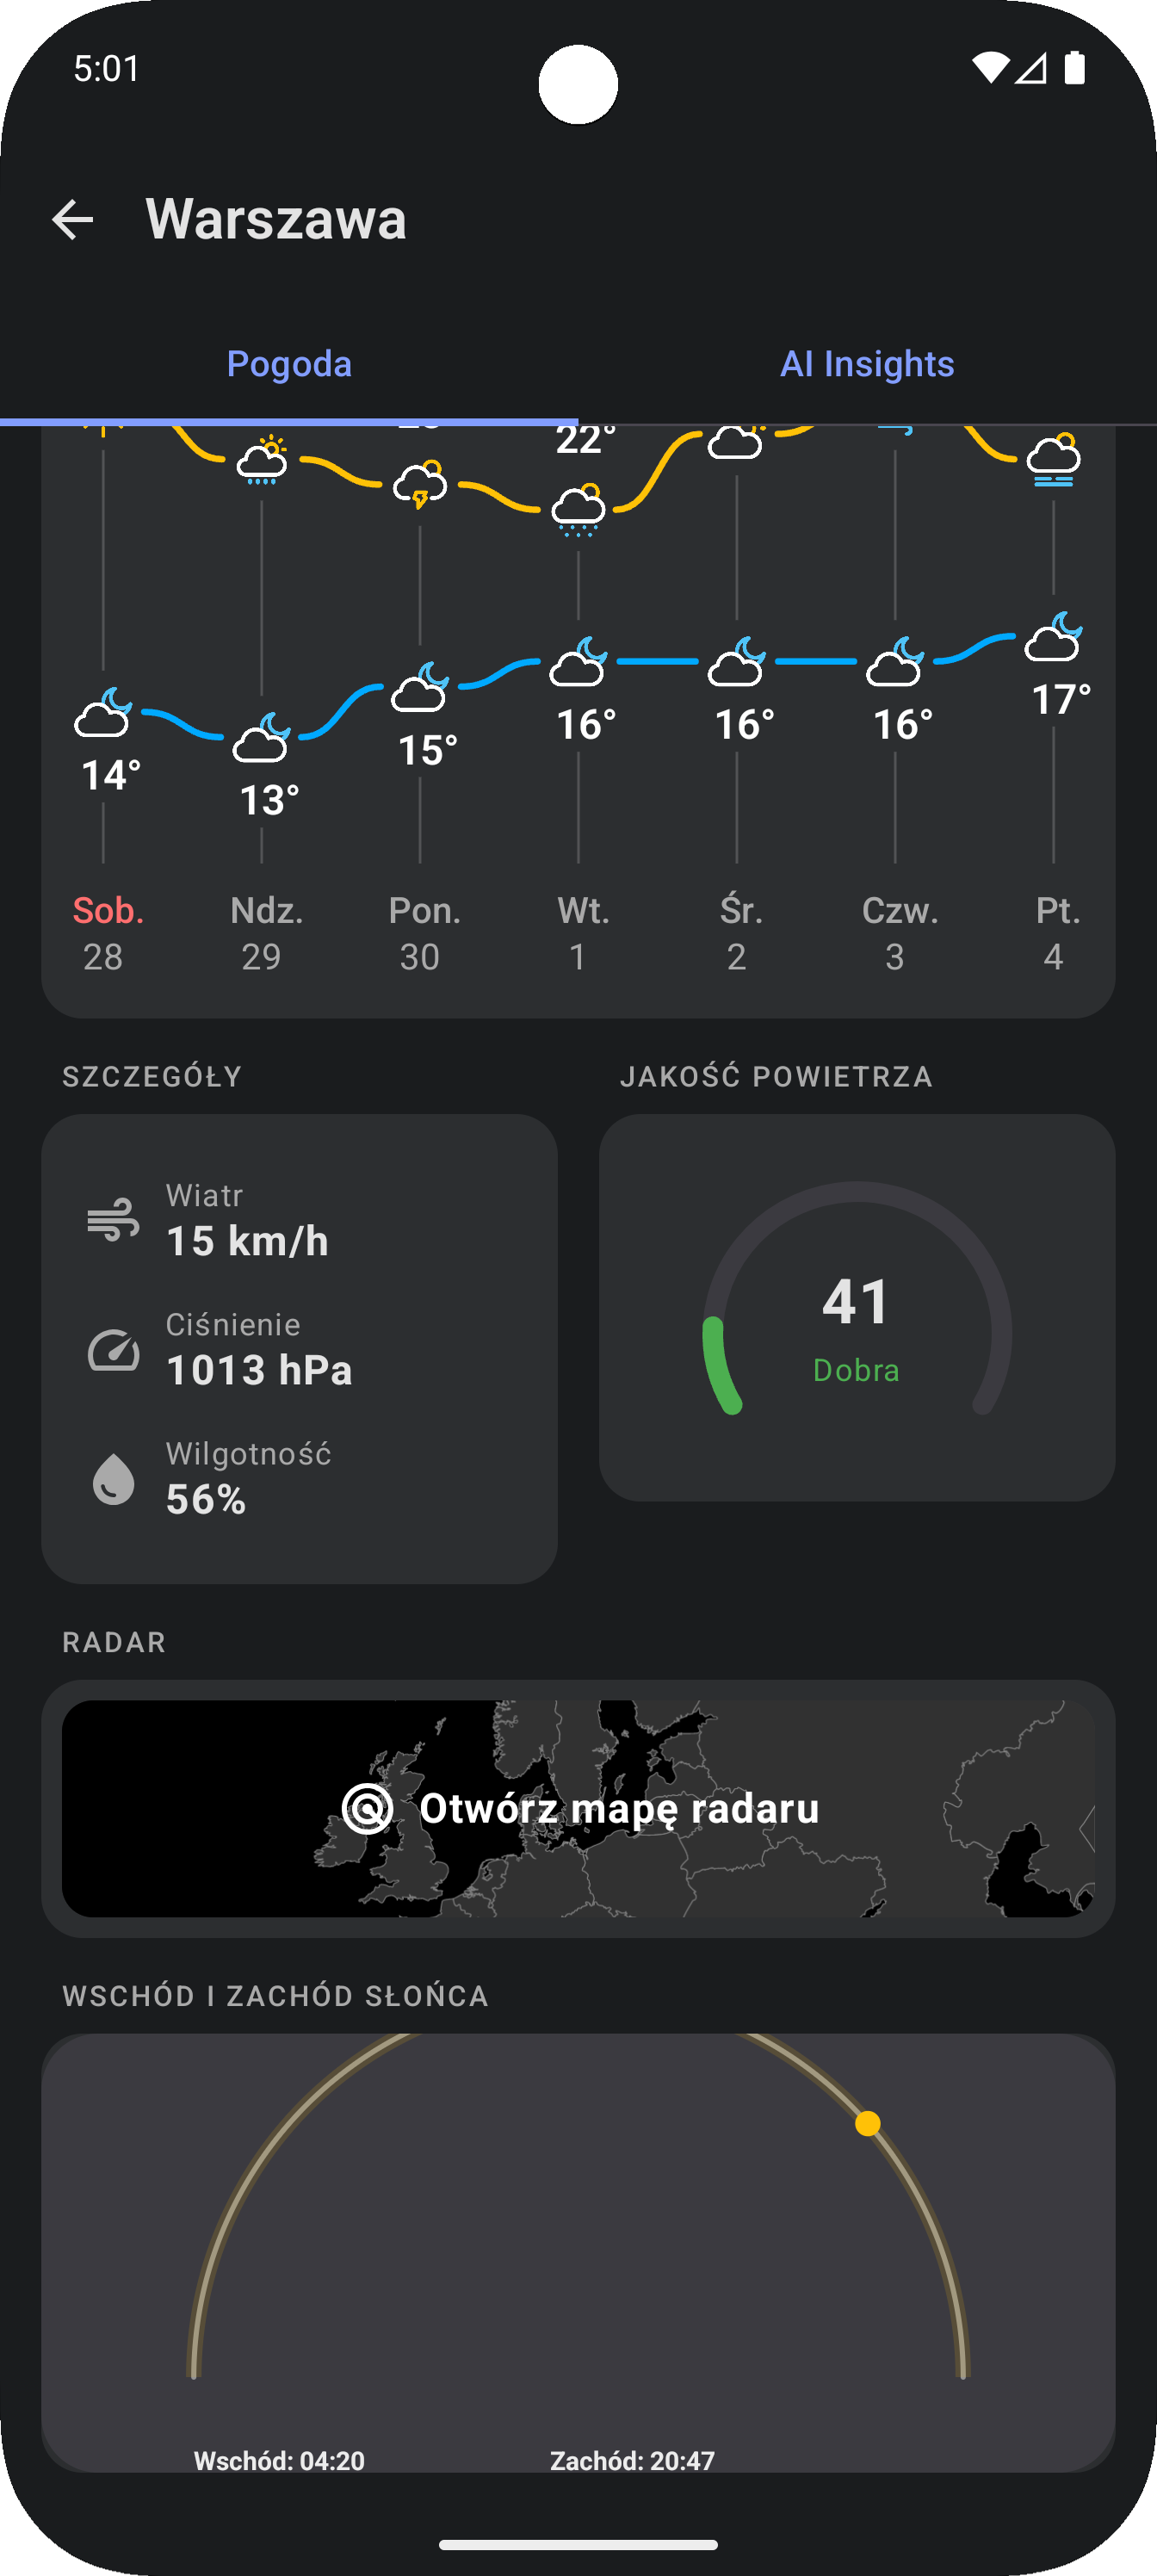 5:01
Warszawa
Pogoda
AI Insights
22°
14°
13°
15°
16°
16°
16°
17°
Sob.
Ndz.
Pon.
Wt.
Śr.
Czw.
Pt.
28
29
30
1
2
3
4
SZCZEGÓŁY
JAKOŚĆ POWIETRZA
Wiatr
15 km/h
Ciśnienie
1013 hPa
Wilgotność
56%
41
Dobra
RADAR
Otwórz mapę radaru
WSCHÓD I ZACHÓD SŁOŃCA
Wschód: 04:20
Zachód: 20:47